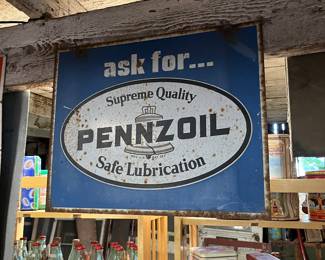 ask for...
Supreme Quality
PENNZOIL
Safe Lubrication